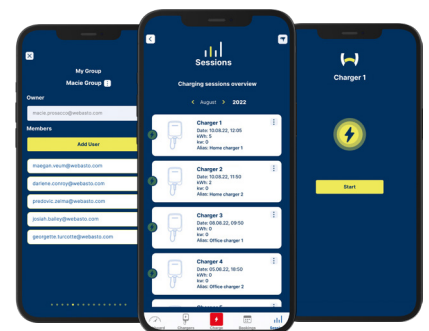 My Group
Macie Group
Owner
macie.prosacco@webasto.com
Members
Add User
maegan.veum@webasto.com
darlene.conroy@webasto.com
predovic.zelma@webasto.com
josiah.bailey@webasto.com
georgette.turcotte@webasto.com
Sessions
Charging sessions overview
< August > 2022
Charger 1
Date: 10.08.22, 12:05
kWh: 5
kw: 0
Alias: Home charger 1
Charger 2
Date: 10.08.22, 11:50
kWh: 3
kw: 0
Alias: Home charger 2
Charger 3
Date: 08.08.22, 09:50
kWh: 0
kw: 0
Alias: Office charger 1
Charger 4
Date: 05.08.22, 16:50
kWh: 0
kw: 0
Alias: Office charger 2
Chargers
Charge
Bookings
Charger 1
Start